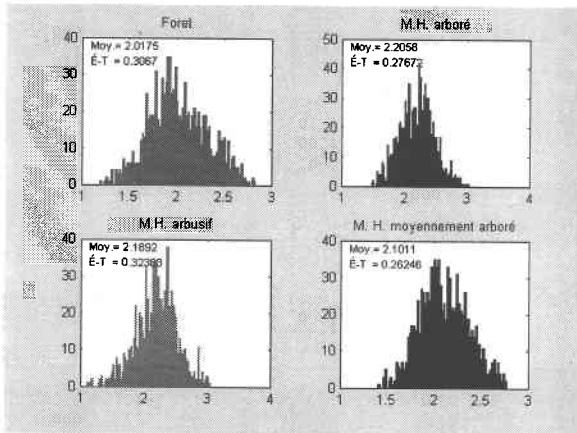 Foret
Moy.= 2.0175
É-T = 0.3067
40
30
20
10
0
1 1.5 2 2.5 3
M.H. arboré
Moy.= 2.2058
É-T = 0.27672
50
40
30
20
10
0
1 2 3 4
M.H. arbusif
Moy.= 2.1892
É-T = 0.32386
40
30
20
10
0
1 2 3 4
M. H. moyennement arboré
Moy.= 2.1011
É-T = 0.26246
40
30
20
10
0
1 1.5 2 2.5 3